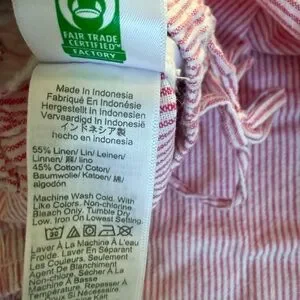 FAIR TRADE
CERTIFIED™
FACTORY
Made In Indonesia
Fabriqué En Indonésie
Hergestellt In Indonesien
Vervaardigd In Indonesië
インドネシア製
hecho en indonesia
55% Linen/ Lin/ Leinen/
Linnen/ 麻/ lino
45% Cotton/ Coton/
Baumwolle/ Katoen/ 綿/
algodón
Machine Wash Cold. With
Like Colors. Non-chlorine
Bleach Only. Tumble Dry
Low. Iron On Lowest Setting.
Laver À La Machine À L'eau
Froide. Laver En Séparant
Les Couleurs, Seulement
Agent De Blanchiment
Non-Chlore. Sécher À La
Machine À Basse
Température. Repasser À